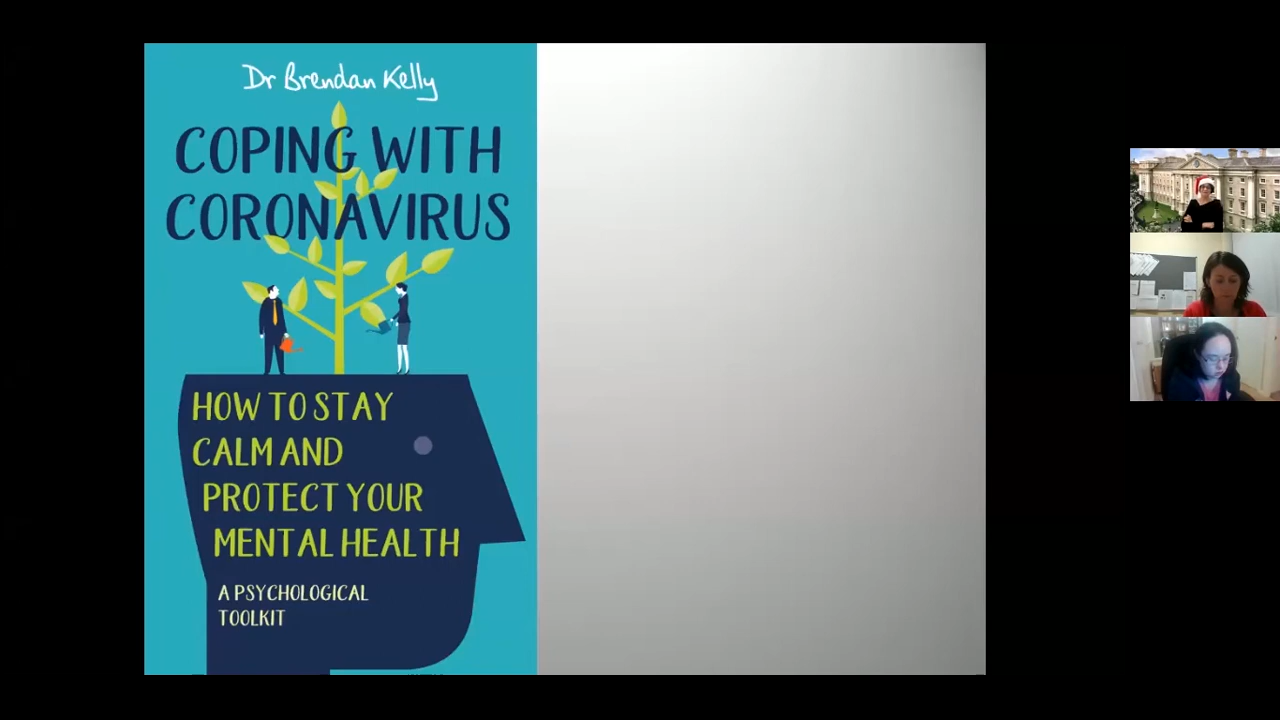 Dr Brendan Kelly
COPING WITH
CORONAVIRUS
HOW TO STAY
CALM AND
PROTECT YOUR
MENTAL HEALTH
A PSYCHOLOGICAL
TOOLKIT